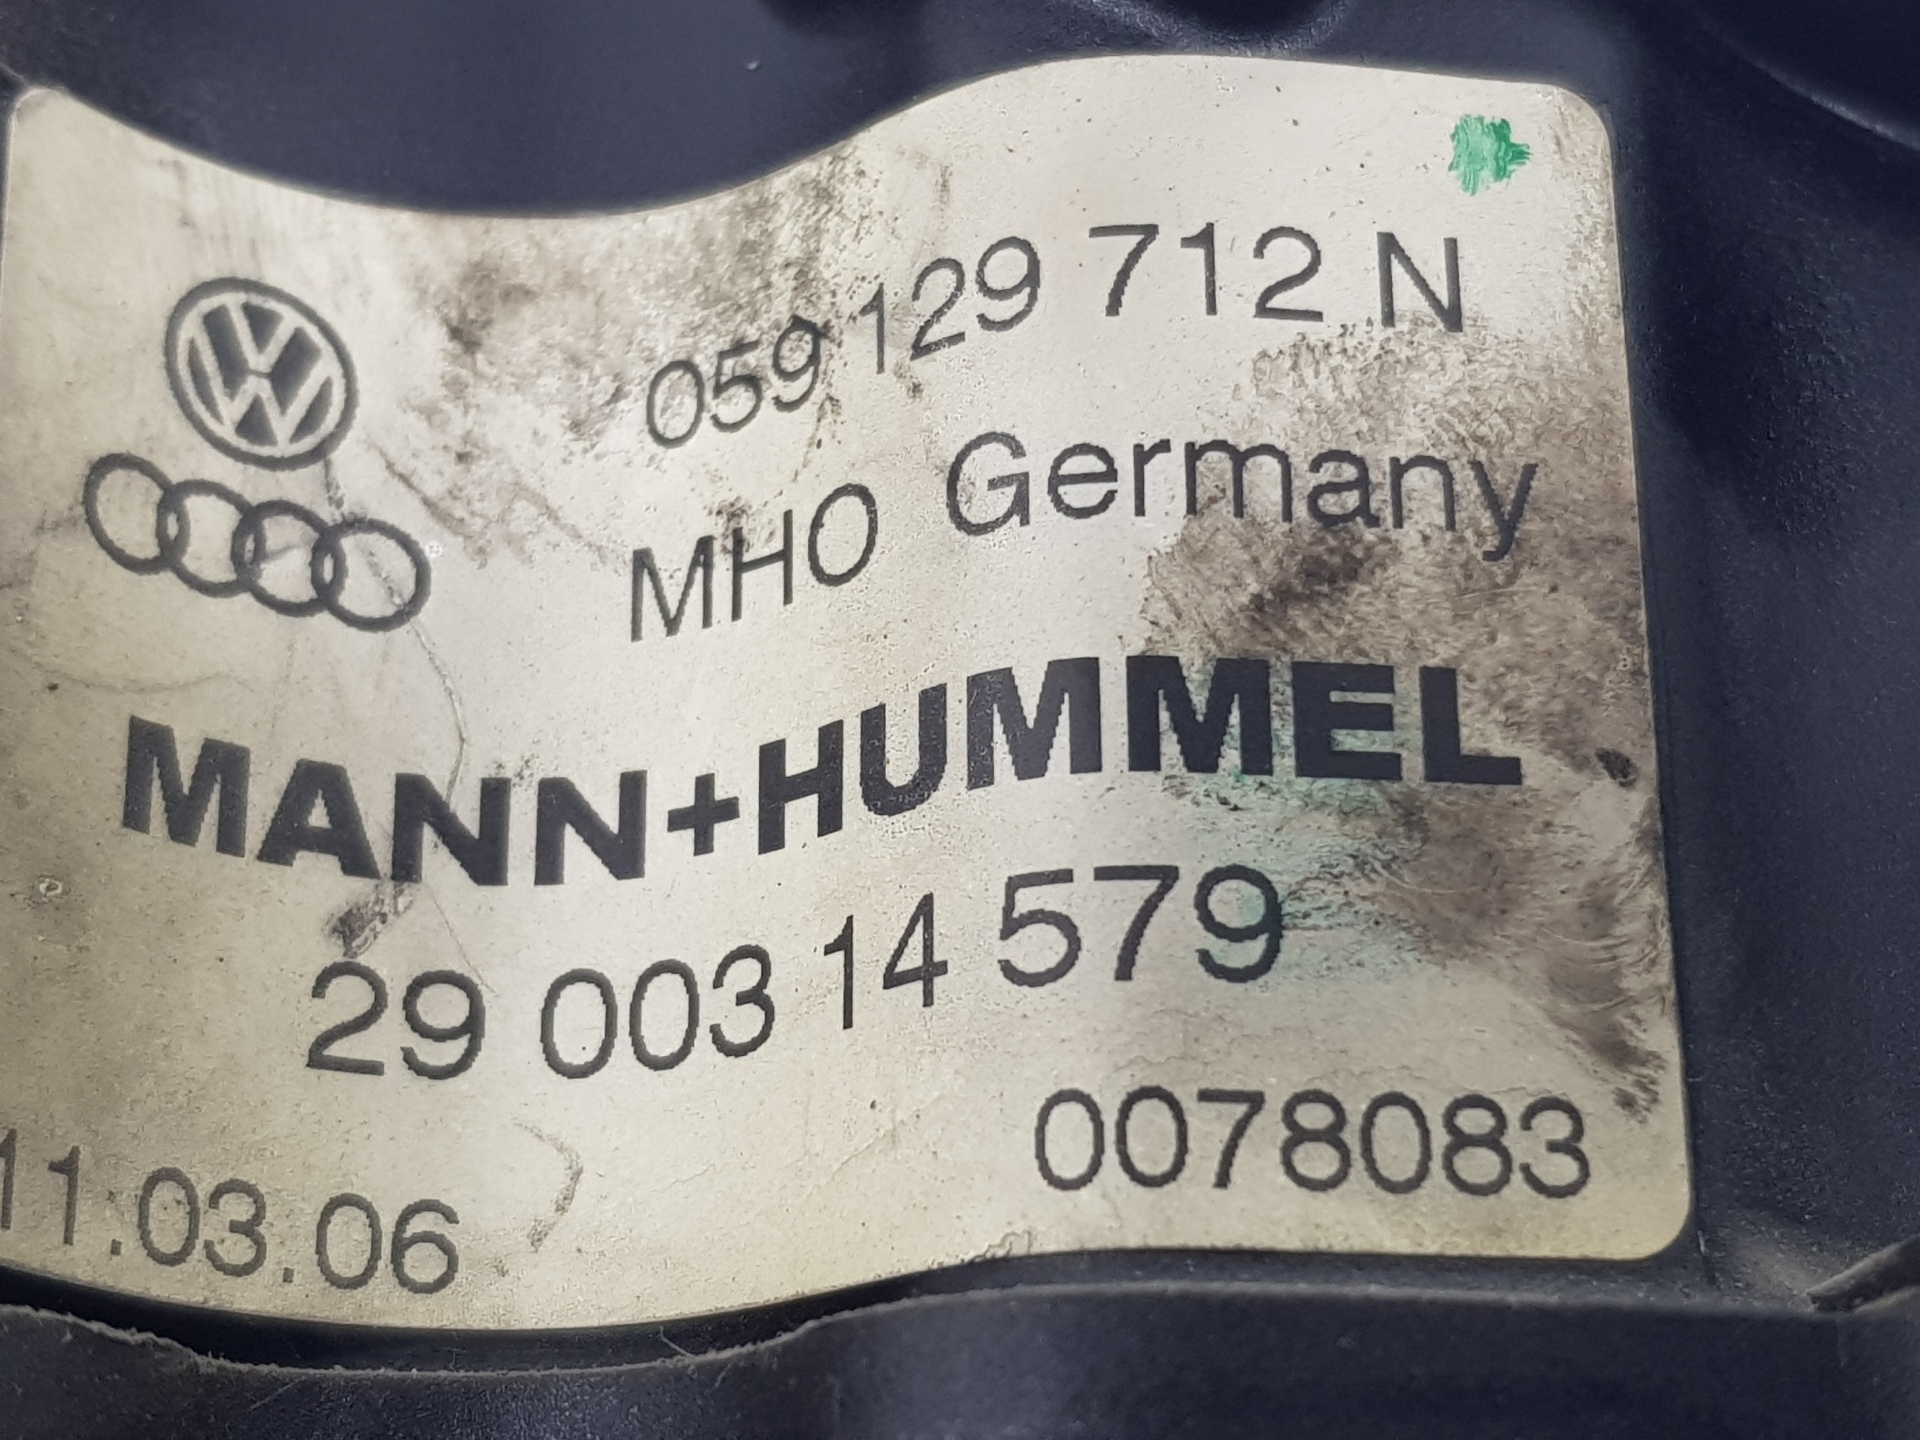 059 129 712 N
MHO Germany
MANN+HUMMEL
29 003 14 579
0078083
11.03.06